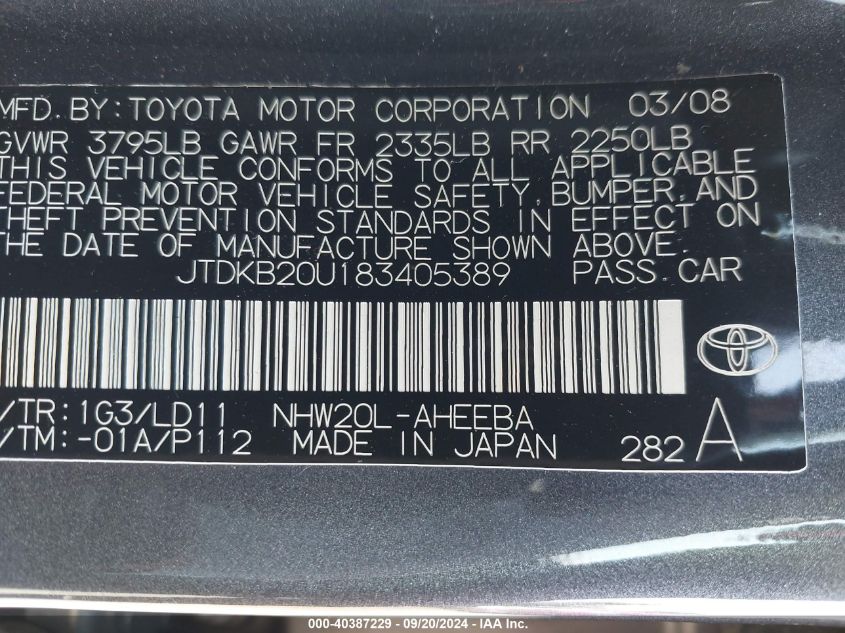 MFD. BY: TOYOTA MOTOR CORPORATION 03/08
GVWR 3795LB GAWR FR 2335LB RR 2250LB
THIS VEHICLE CONFORMS TO ALL APPLICABLE
FEDERAL MOTOR VEHICLE SAFETY, BUMPER, AND
THEFT PREVENTION STANDARDS IN EFFECT ON
THE DATE OF MANUFACTURE SHOWN ABOVE.
JTDKB20U183405389 PASS. CAR
/TR: 1G3/LD11 NHW20L-AHEEBA
/TM: -01A/P112 MADE IN JAPAN 282 A
000-40387229 - 09/20/2024 - IAAI.com